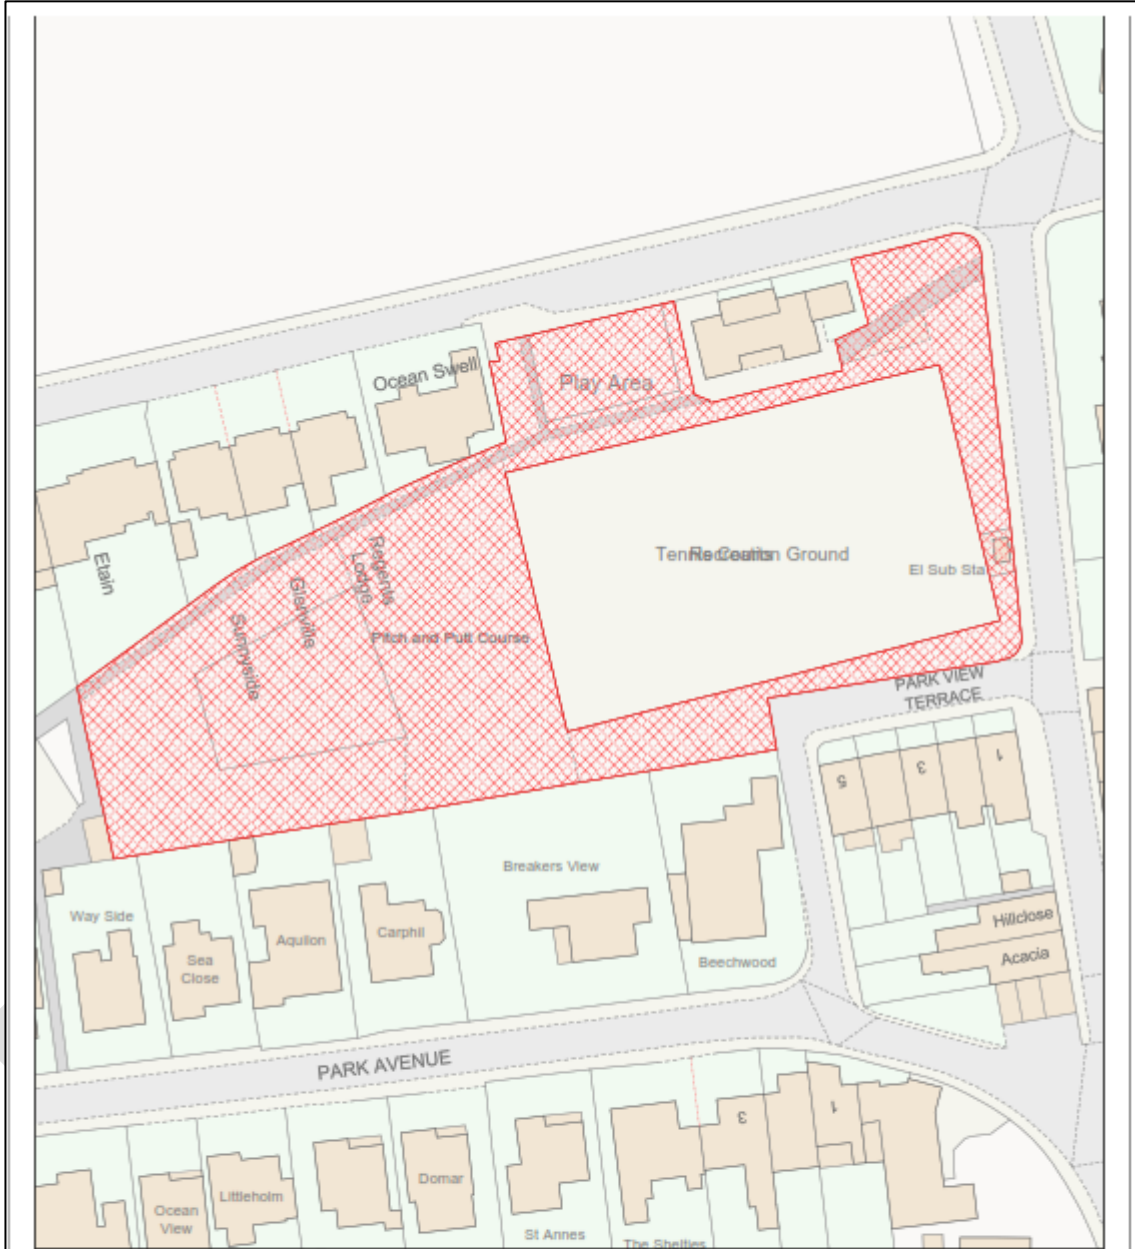 Ocean Swell
Play Area
Etain
Regents
Lodge
Glenville
Sunnyside
Tennis Courts
Recreation Ground
El Sub Sta
Pitch and Putt Course
PARK VIEW
TERRACE
5
3
1
Breakers View
Way Side
Sea
Close
Aquilon
Carphil
Beechwood
Hillclose
Acacia
PARK AVENUE
3
1
Domar
Littleholm
Ocean
View
St Annes
The Shelties